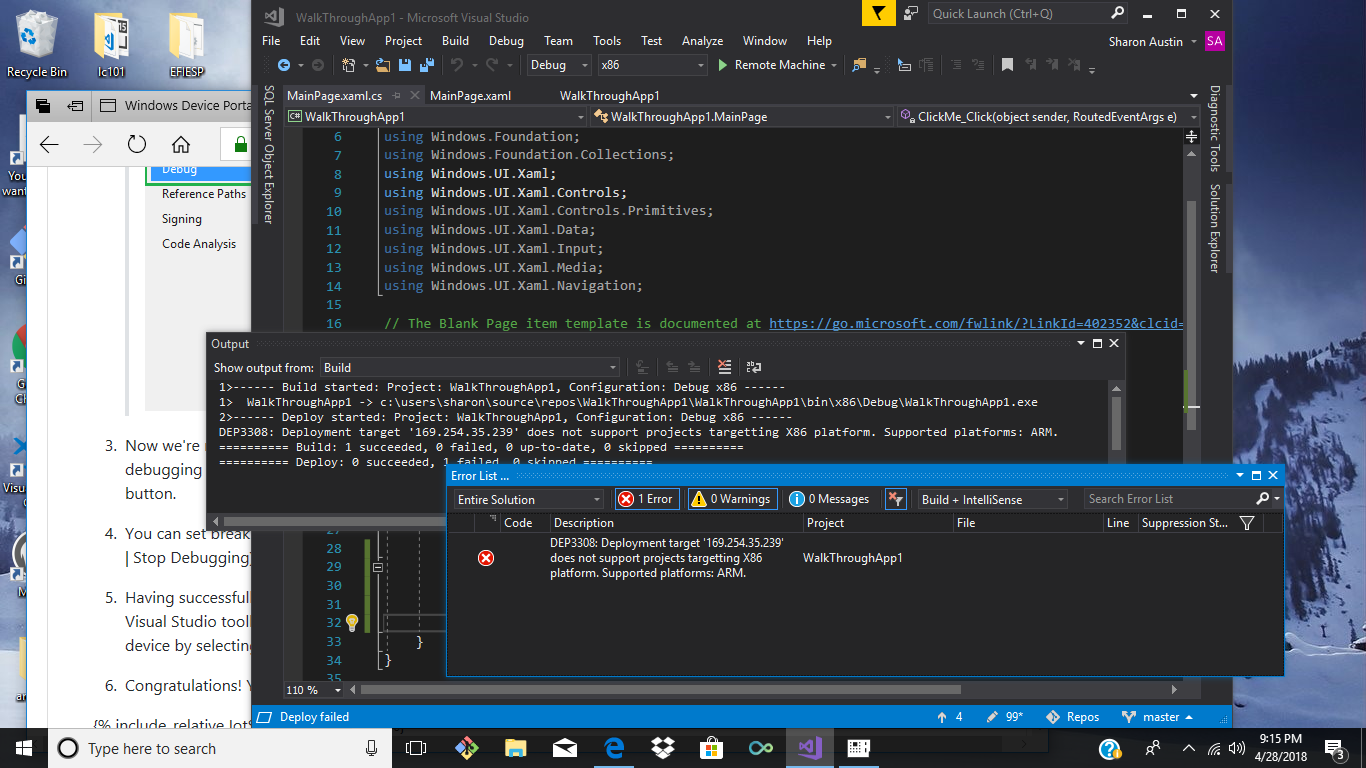 Recycle Bin
lc101
EFIESP
WalkThroughApp1 - Microsoft Visual Studio
Quick Launch (Ctrl+Q)
File Edit View Project Build Debug Team Tools Test Analyze Window Help
Sharon Austin SA
Debug x86 Remote Machine
MainPage.xaml.cs MainPage.xaml WalkThroughApp1
WalkThroughApp1 WalkThroughApp1.MainPage ClickMe_Click(object sender, RoutedEventArgs e)
SQL Server Object Explorer
Diagnostic Tools
Solution Explorer
6 using Windows.Foundation;
7 using Windows.Foundation.Collections;
8 using Windows.UI.Xaml;
9 using Windows.UI.Xaml.Controls;
10 using Windows.UI.Xaml.Controls.Primitives;
11 using Windows.UI.Xaml.Data;
12 using Windows.UI.Xaml.Input;
13 using Windows.UI.Xaml.Media;
14 using Windows.UI.Xaml.Navigation;
15
16 // The Blank Page item template is documented at https://go.microsoft.com/fwlink/?LinkId=402352&clcid=
Windows Device Porta
You
want
Debug
Reference Paths
Signing
Code Analysis
Gi
G
Ch
Visu
C
ar
3. Now we're
debugging
button.
4. You can set break
| Stop Debugging)
5. Having successful
Visual Studio tool
device by selectin
6. Congratulations! Y
{% include_relative Iot
Output
Show output from: Build
1>------ Build started: Project: WalkThroughApp1, Configuration: Debug x86 ------
1> WalkThroughApp1 -> c:\users\sharon\source\repos\WalkThroughApp1\WalkThroughApp1\bin\x86\Debug\WalkThroughApp1.exe
2>------ Deploy started: Project: WalkThroughApp1, Configuration: Debug x86 ------
DEP3308: Deployment target '169.254.35.239' does not support projects targetting X86 platform. Supported platforms: ARM.
========== Build: 1 succeeded, 0 failed, 0 up-to-date, 0 skipped ==========
========== Deploy: 0 succeeded, 1 failed, 0 skipped ==========
Error List ...
Entire Solution 1 Error 0 Warnings 0 Messages Build + IntelliSense Search Error List
Code Description Project File Line Suppression St...
DEP3308: Deployment target '169.254.35.239'
does not support projects targetting X86
platform. Supported platforms: ARM.
WalkThroughApp1
27
28
29
30
31
32
33 }
34 }
35
110 %
Deploy failed 4 99* Repos master
Type here to search
9:15 PM
4/28/2018
3